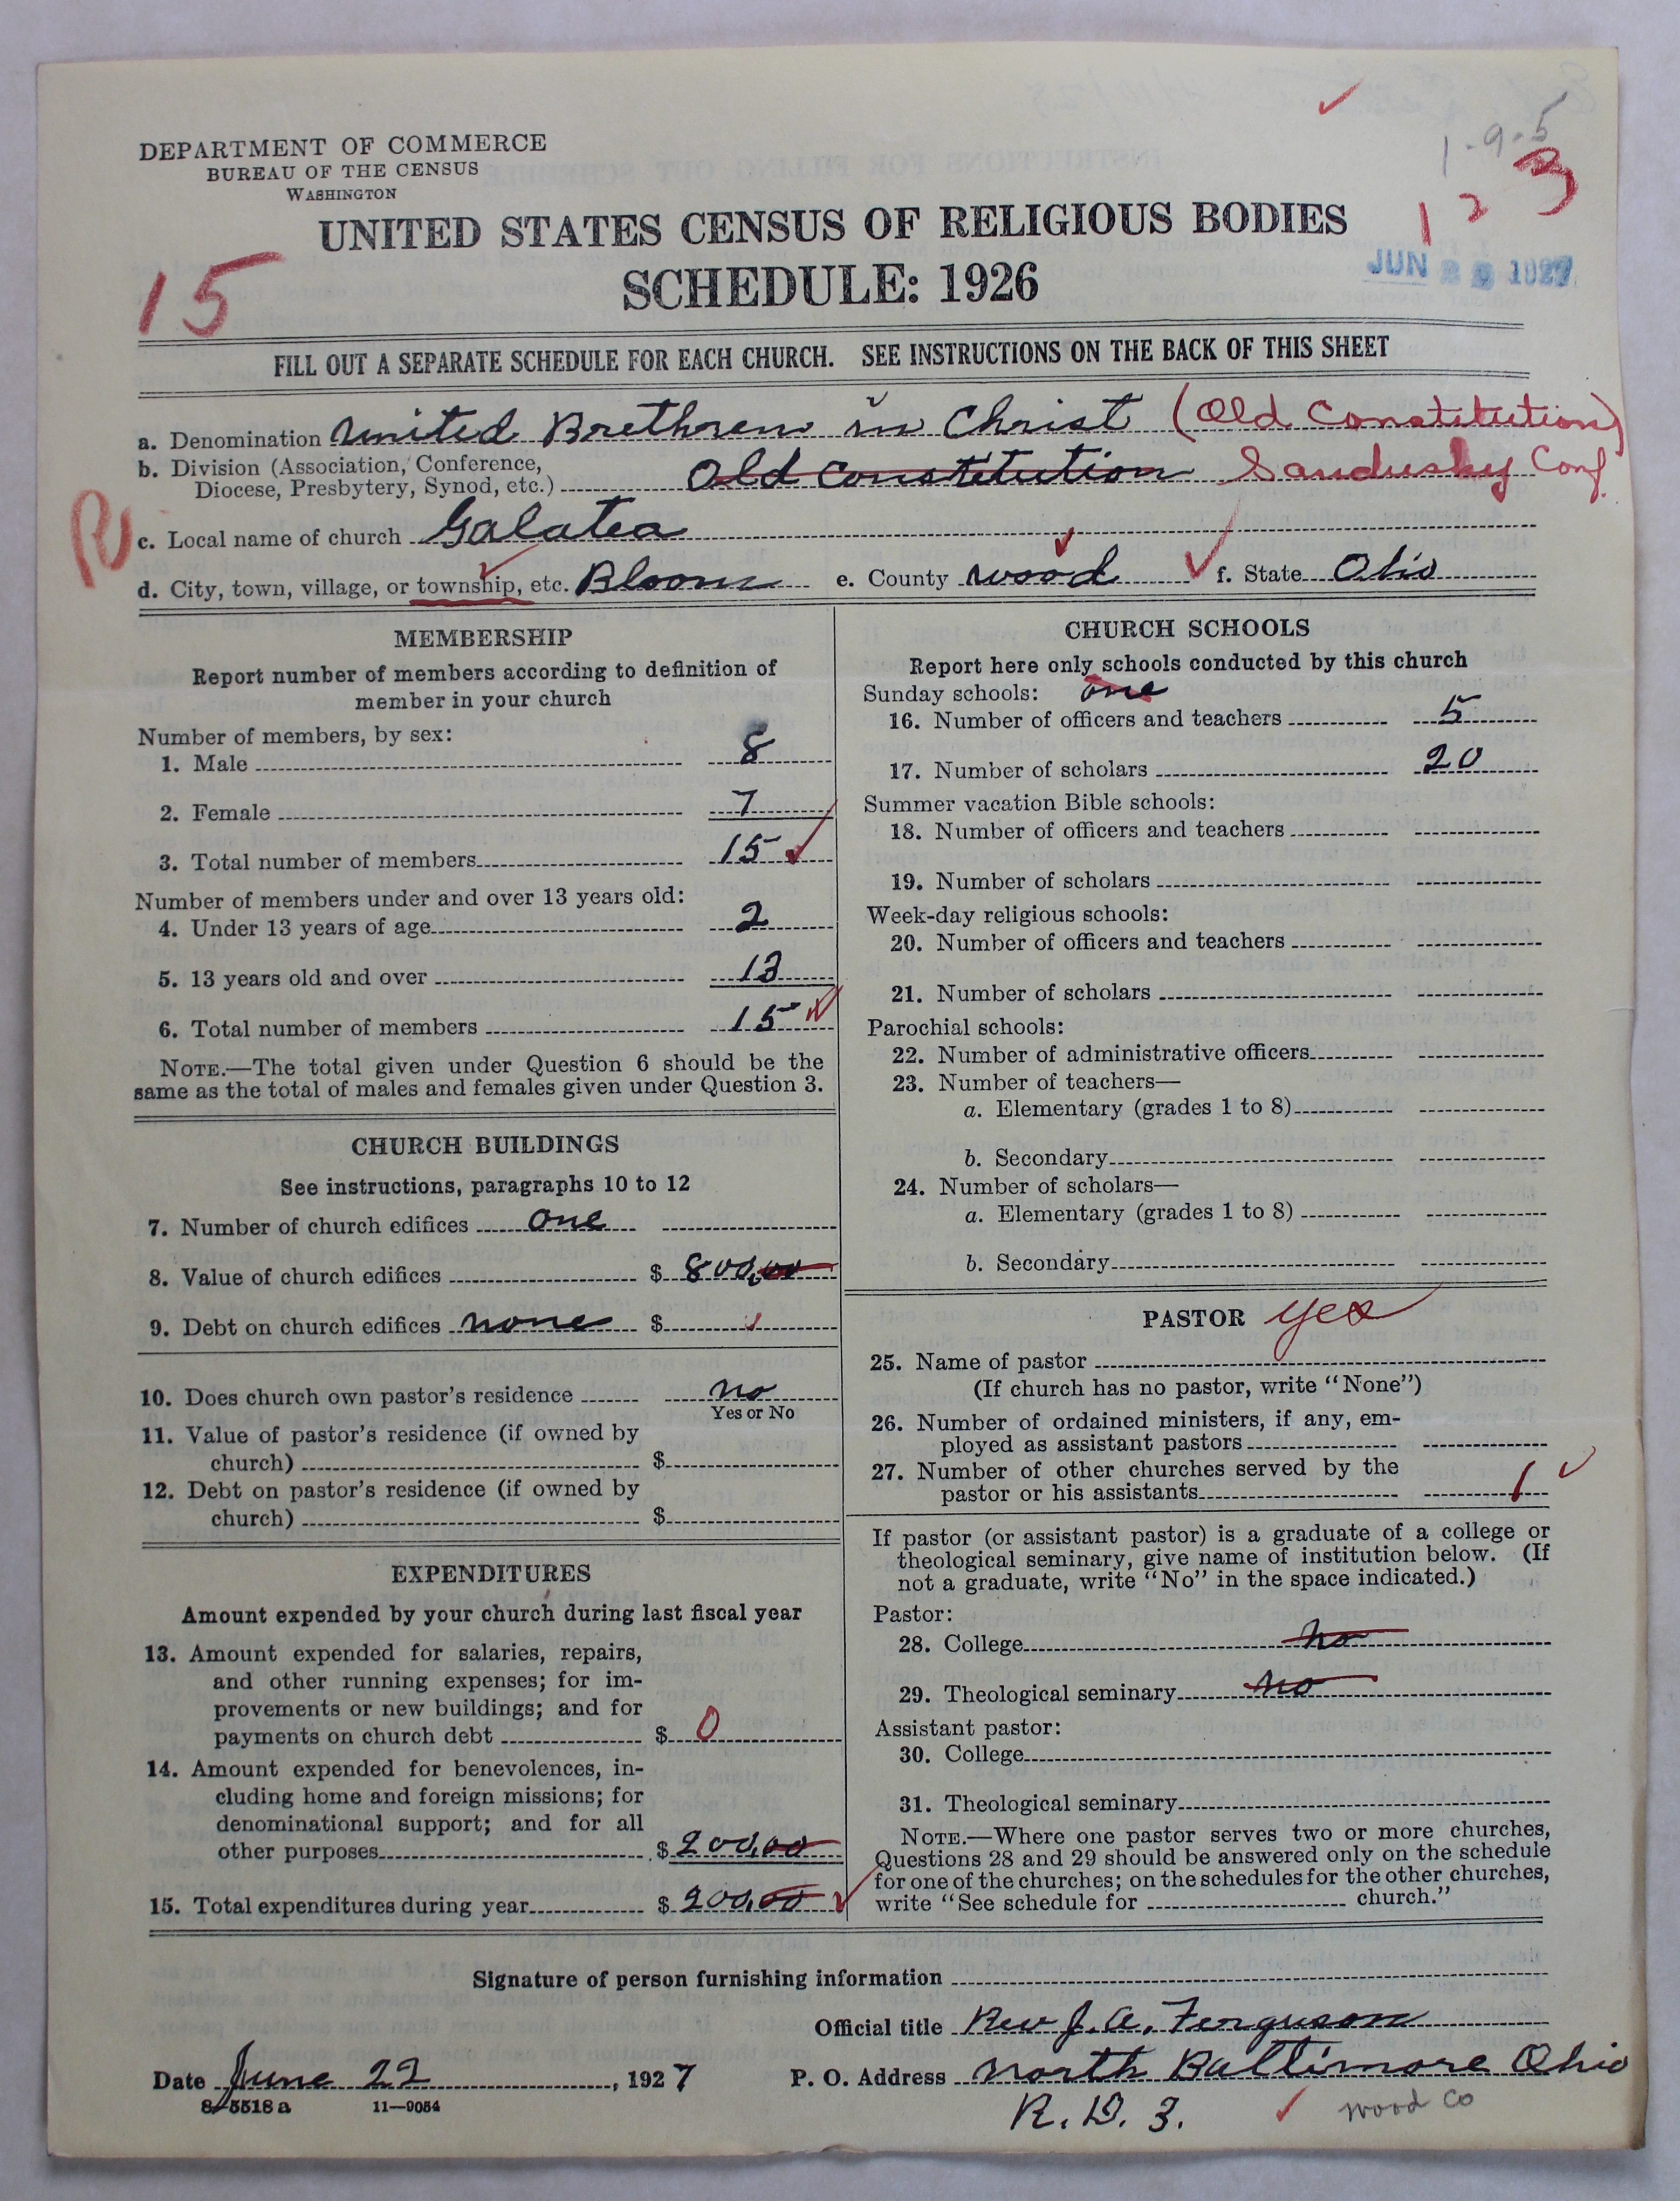 1-9-5
DEPARTMENT OF COMMERCE
BUREAU OF THE CENSUS
WASHINGTON
1 2 3
UNITED STATES CENSUS OF RELIGIOUS BODIES
SCHEDULE: 1926
15
JUN 29 1927
FILL OUT A SEPARATE SCHEDULE FOR EACH CHURCH. SEE INSTRUCTIONS ON THE BACK OF THIS SHEET
a. Denomination United Brethren in Christ (Old Constitution)
b. Division (Association, Conference, Diocese, Presbytery, Synod, etc.) Old Constitution Sandusky Conf.
R
c. Local name of church Galatea
d. City, town, village, or township, etc. Bloom e. County Wood f. State Ohio
MEMBERSHIP
Report number of members according to definition of
member in your church
Number of members, by sex:
1. Male 8
2. Female 7
3. Total number of members 15
Number of members under and over 13 years old:
4. Under 13 years of age 2
5. 13 years old and over 13
6. Total number of members 15
NOTE.—The total given under Question 6 should be the
same as the total of males and females given under Question 3.
CHURCH BUILDINGS
See instructions, paragraphs 10 to 12
7. Number of church edifices one
8. Value of church edifices $ 800,00
9. Debt on church edifices none $
10. Does church own pastor's residence no
Yes or No
11. Value of pastor's residence (if owned by
church) $
12. Debt on pastor's residence (if owned by
church) $
EXPENDITURES
Amount expended by your church during last fiscal year
13. Amount expended for salaries, repairs,
and other running expenses; for im-
provements or new buildings; and for
payments on church debt $ 0
14. Amount expended for benevolences, in-
cluding home and foreign missions; for
denominational support; and for all
other purposes $ 200,00
15. Total expenditures during year $ 200,00
CHURCH SCHOOLS
Report here only schools conducted by this church
Sunday schools: one
16. Number of officers and teachers 5
17. Number of scholars 20
Summer vacation Bible schools:
18. Number of officers and teachers
19. Number of scholars
Week-day religious schools:
20. Number of officers and teachers
21. Number of scholars
Parochial schools:
22. Number of administrative officers
23. Number of teachers—
a. Elementary (grades 1 to 8)
b. Secondary
24. Number of scholars—
a. Elementary (grades 1 to 8)
b. Secondary
PASTOR yes
25. Name of pastor
(If church has no pastor, write "None")
26. Number of ordained ministers, if any, em-
ployed as assistant pastors
27. Number of other churches served by the
pastor or his assistants 1
If pastor (or assistant pastor) is a graduate of a college or
theological seminary, give name of institution below. (If
not a graduate, write "No" in the space indicated.)
Pastor:
28. College no
29. Theological seminary no
Assistant pastor:
30. College
31. Theological seminary
NOTE.—Where one pastor serves two or more churches,
Questions 28 and 29 should be answered only on the schedule
for one of the churches; on the schedules for the other churches,
write "See schedule for church."
Signature of person furnishing information
Official title Rev J. A. Ferguson
Date June 22, 1927 P. O. Address North Baltimore Ohio
8-5518 a 11—9054
R. D. 3. Wood Co